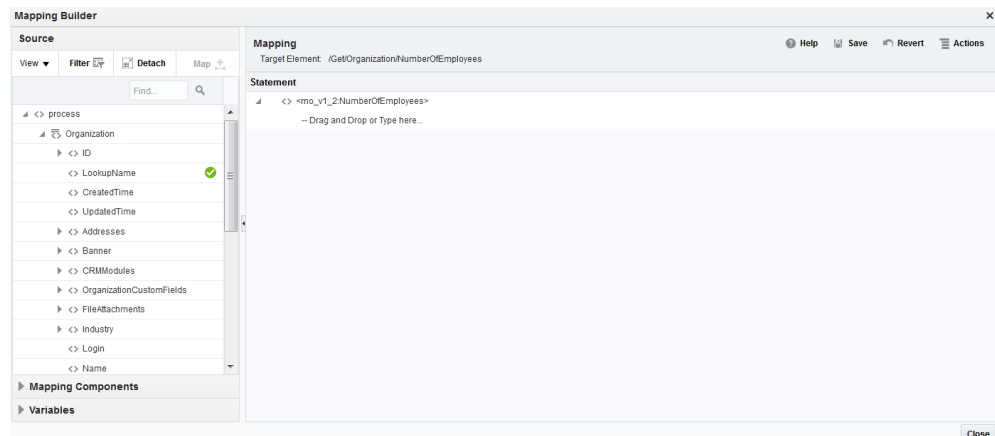 Mapping Builder
Source
View Filter Detach Map
Find...
process
Organization
ID
LookupName
CreatedTime
UpdatedTime
Addresses
Banner
CRMModules
OrganizationCustomFields
FileAttachments
Industry
Login
Name
Mapping Components
Variables
Mapping
Help Save Revert Actions
Target Element: /Get/Organization/NumberOfEmployees
Statement
<rno_v1_2:NumberOfEmployees>
-- Drag and Drop or Type here...
Close